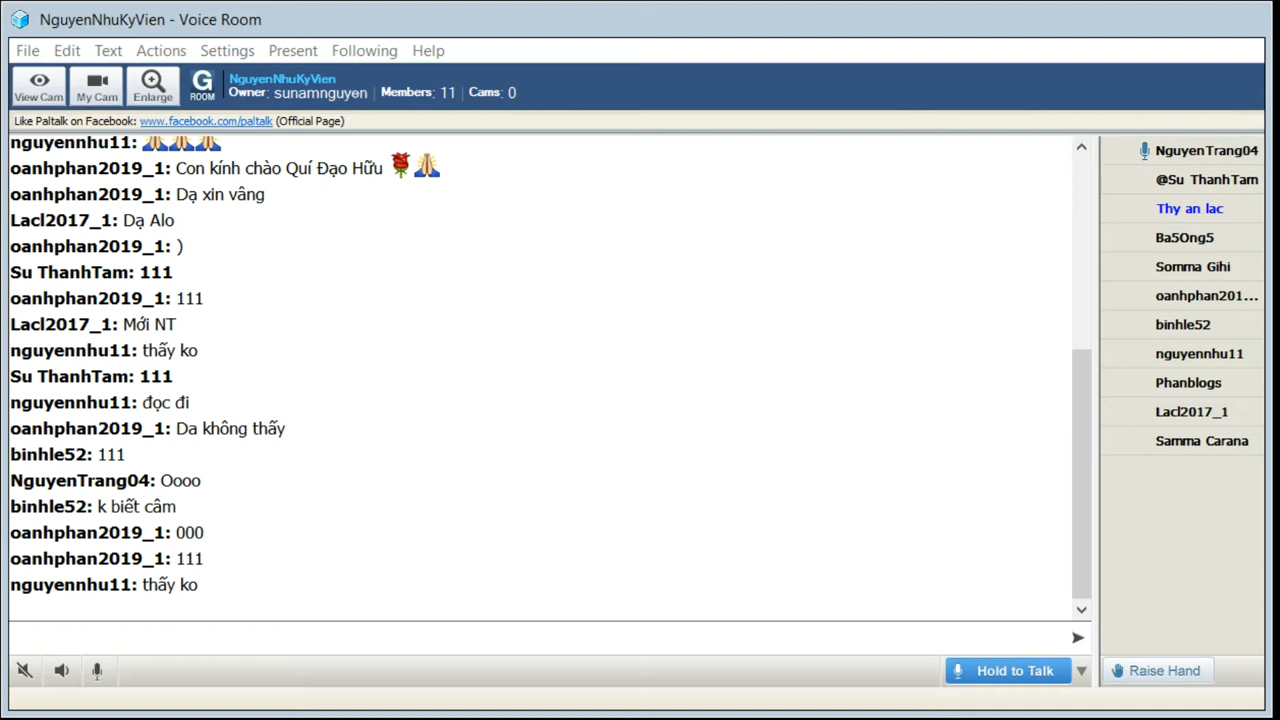 NguyenNhuKyVien - Voice Room
File Edit Text Actions Settings Present Following Help
View Cam My Cam Enlarge G ROOM
NguyenNhuKyVien
Owner: sunamnguyen Members: 11 Cams: 0
Like Paltalk on Facebook: www.facebook.com/paltalk (Official Page)
nguyennhu11: 🙏🙏🙏
oanhphan2019_1: Con kính chào Quí Đạo Hữu 🌹🙏
oanhphan2019_1: Dạ xin vâng
Lacl2017_1: Dạ Alo
oanhphan2019_1: )
Su ThanhTam: 111
oanhphan2019_1: 111
Lacl2017_1: Mới NT
nguyennhu11: thấy ko
Su ThanhTam: 111
nguyennhu11: đọc đi
oanhphan2019_1: Da không thấy
binhle52: 111
NguyenTrang04: Oooo
binhle52: k biết câm
oanhphan2019_1: 000
oanhphan2019_1: 111
nguyennhu11: thấy ko
NguyenTrang04
@Su ThanhTam
Thy an lac
Ba5Ong5
Somma Gihi
oanhphan201...
binhle52
nguyennhu11
Phanblogs
Lacl2017_1
Samma Carana
Hold to Talk
Raise Hand